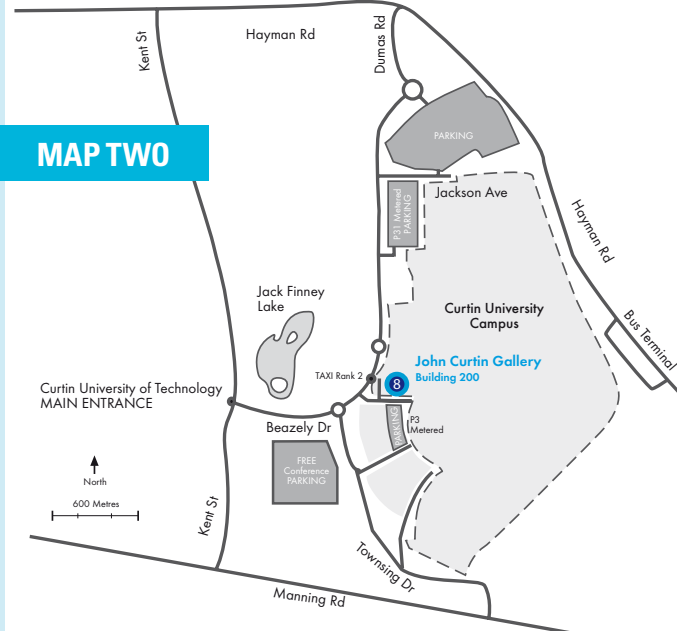 Hayman Rd
Kent St
Dumas Rd
MAP TWO
PARKING
Jackson Ave
P31 Metered
PARKING
Hayman Rd
Jack Finney
Lake
Curtin University
Campus
Bus Terminal
John Curtin Gallery
Building 200
TAXI Rank 2
8
Curtin University of Technology
MAIN ENTRANCE
Beazely Dr
PARKING
P3
Metered
FREE
Conference
PARKING
North
600 Metres
Kent St
Townsing Dr
Manning Rd